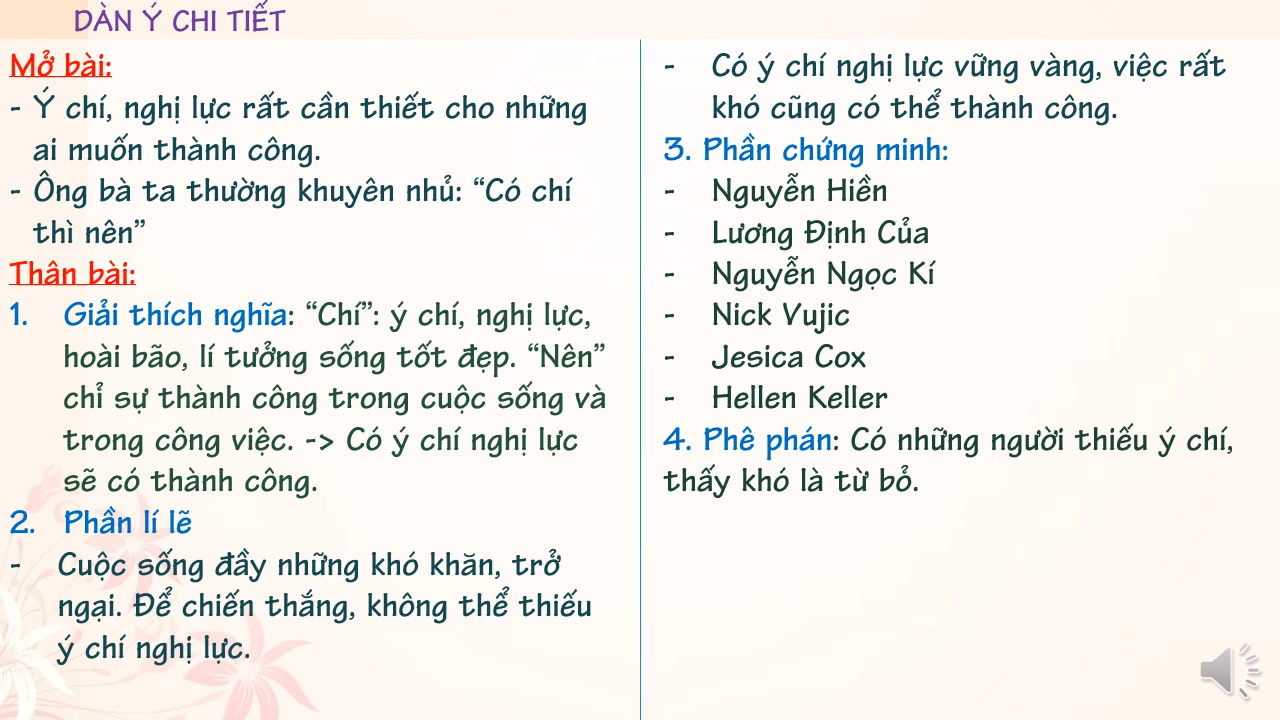 DÀN Ý CHI TIẾT
Mở bài:
- Ý chí, nghị lực rất cần thiết cho những
ai muốn thành công.
- Ông bà ta thường khuyên nhủ: “Có chí
thì nên”
Thân bài:
1. Giải thích nghĩa: “Chí”: ý chí, nghị lực,
hoài bão, lí tưởng sống tốt đẹp. “Nên”
chỉ sự thành công trong cuộc sống và
trong công việc. -> Có ý chí nghị lực
sẽ có thành công.
2. Phần lí lẽ
- Cuộc sống đầy những khó khăn, trở
ngại. Để chiến thắng, không thể thiếu
ý chí nghị lực.
- Có ý chí nghị lực vững vàng, việc rất
khó cũng có thể thành công.
3. Phần chứng minh:
- Nguyễn Hiền
- Lương Định Của
- Nguyễn Ngọc Kí
- Nick Vujic
- Jesica Cox
- Hellen Keller
4. Phê phán: Có những người thiếu ý chí,
thấy khó là từ bỏ.